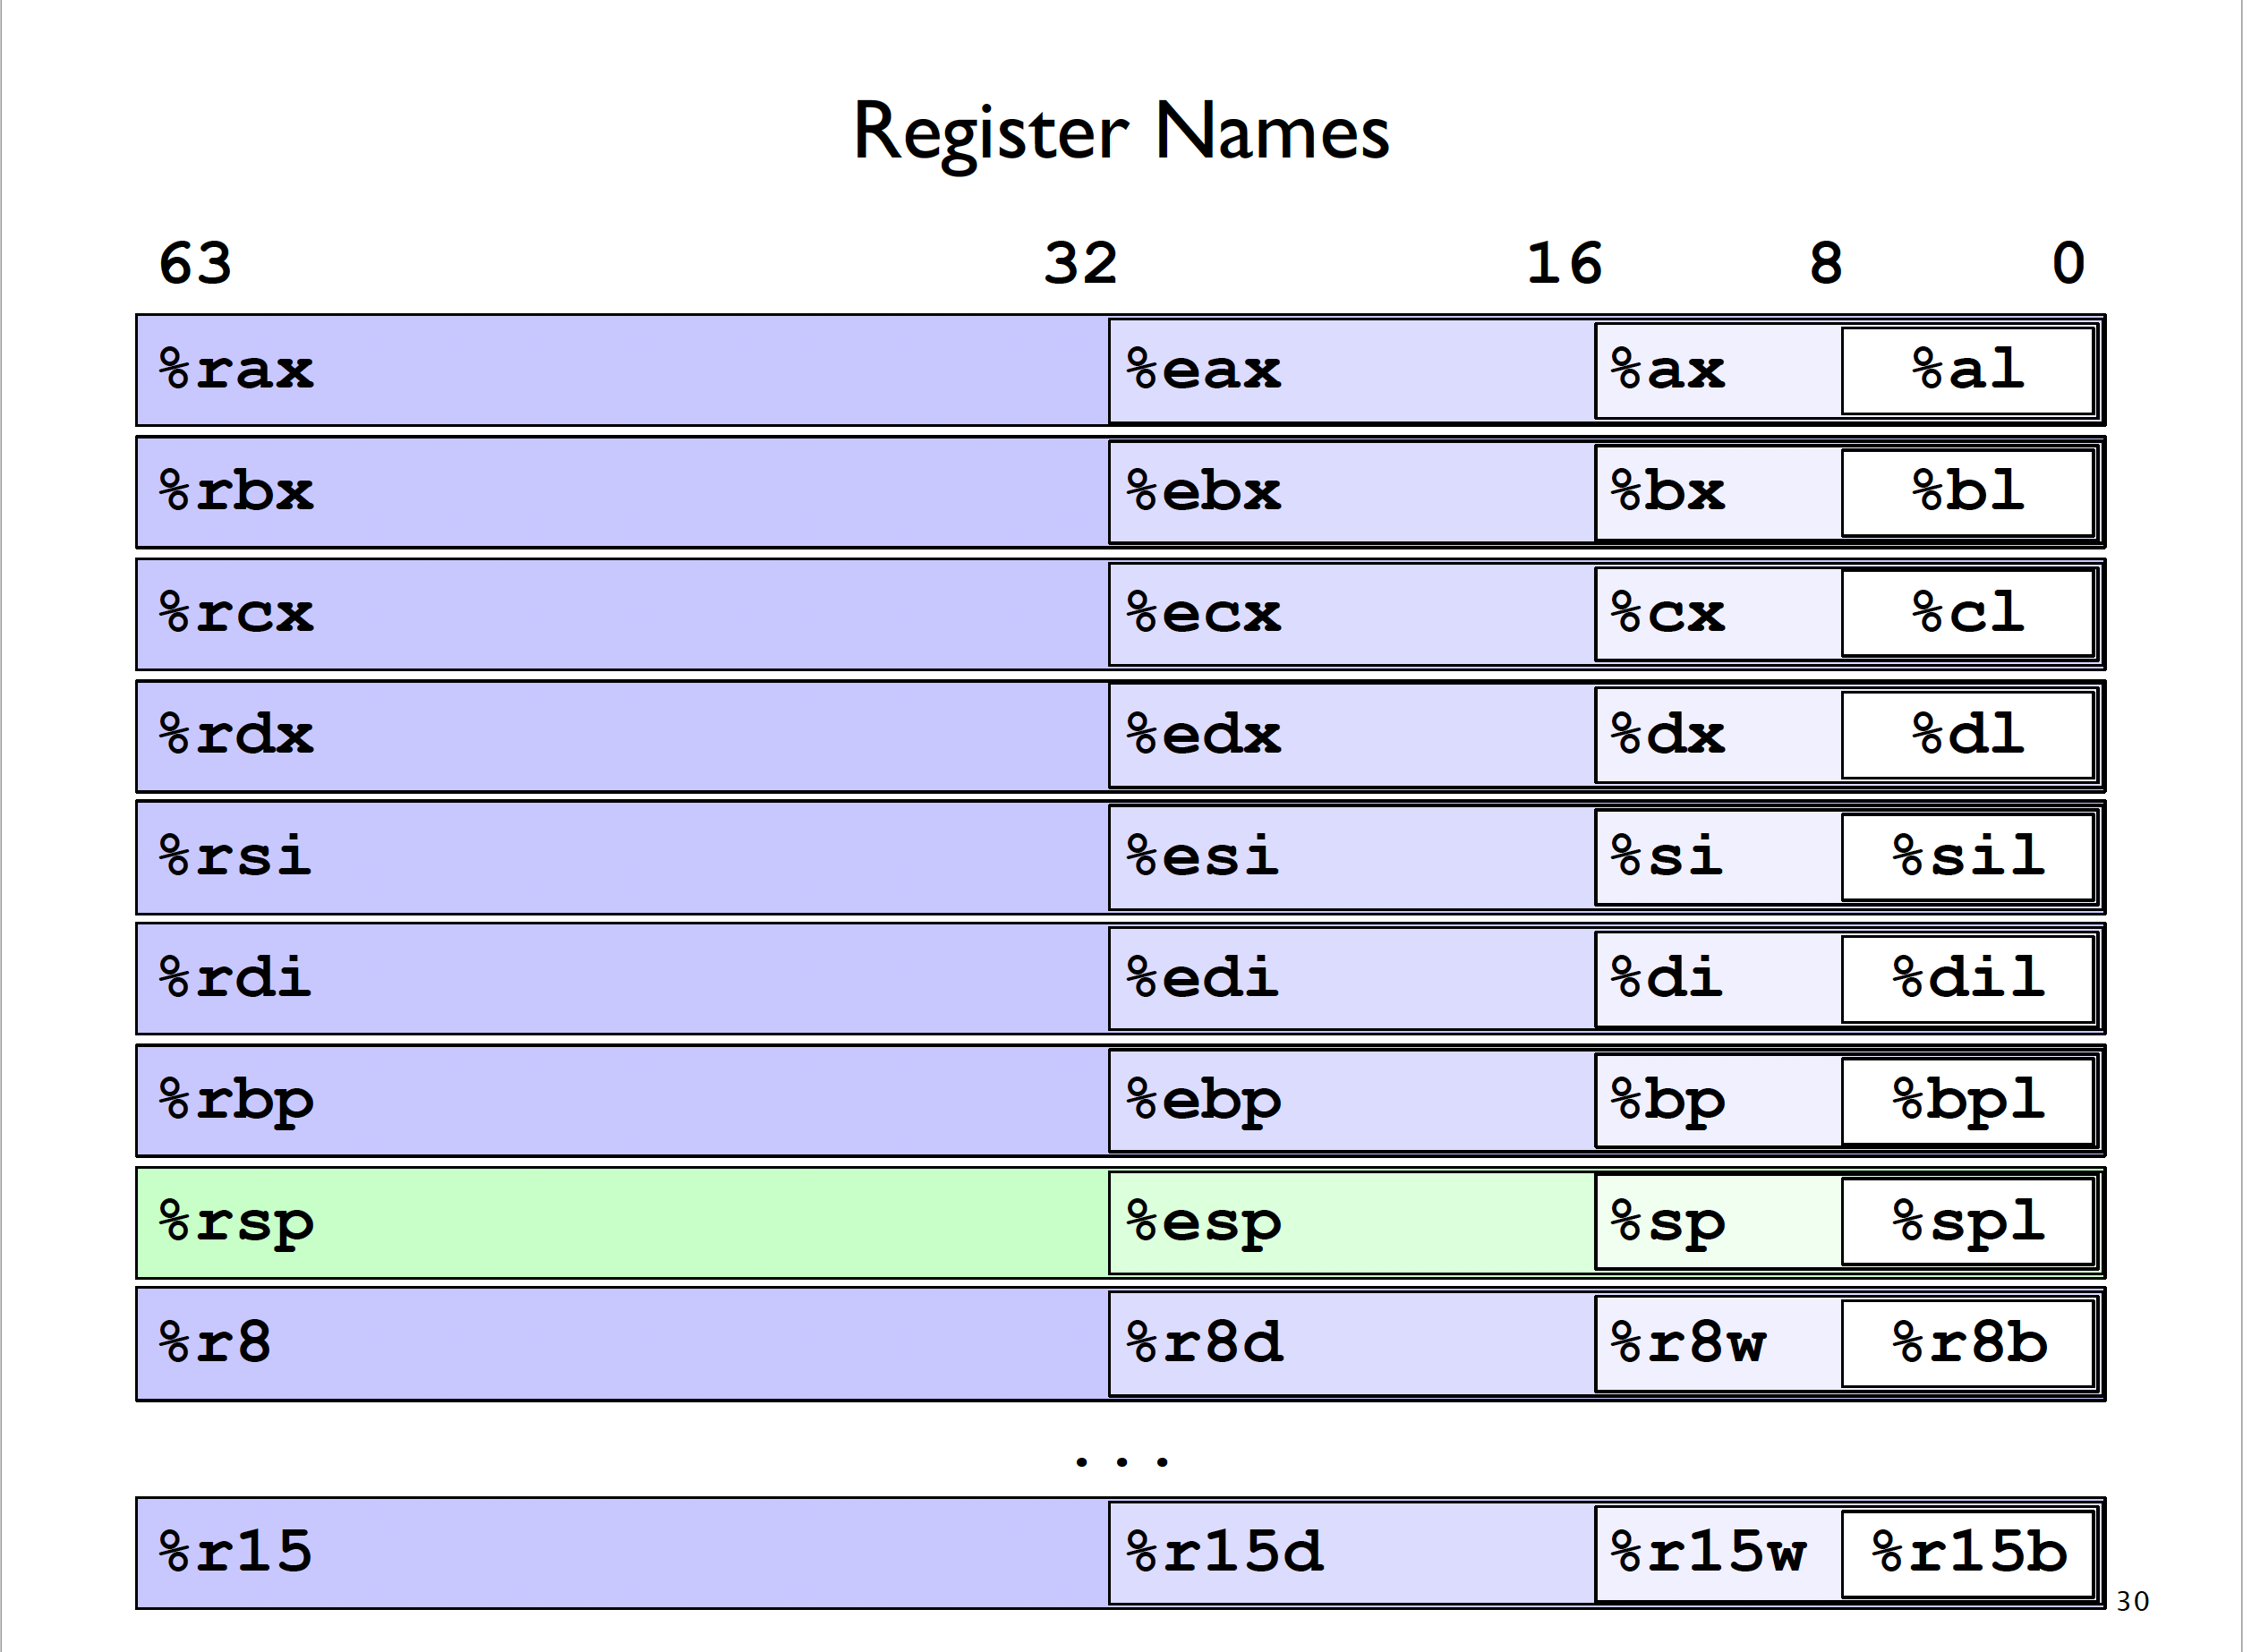 Register Names
63 32 16 8 0
%rax %eax %ax %al
%rbx %ebx %bx %bl
%rcx %ecx %cx %cl
%rdx %edx %dx %dl
%rsi %esi %si %sil
%rdi %edi %di %dil
%rbp %ebp %bp %bpl
%rsp %esp %sp %spl
%r8 %r8d %r8w %r8b
...
%r15 %r15d %r15w %r15b
30